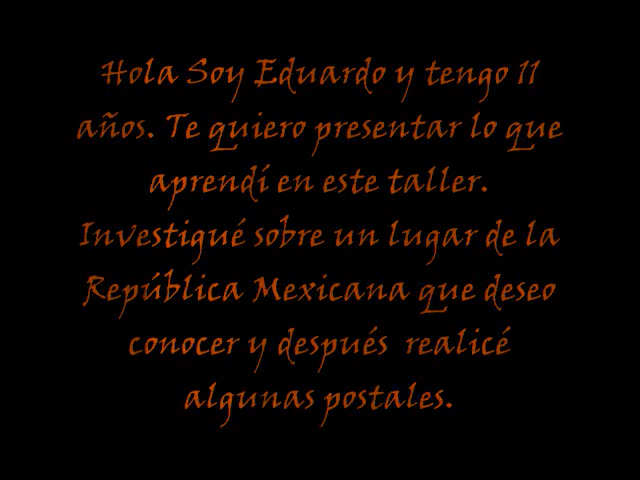 Hola Soy Eduardo y tengo 11
años. Te quiero presentar lo que
aprendí en este taller.
Investigué sobre un lugar de la
República Mexicana que deseo
conocer y después realicé
algunas postales.